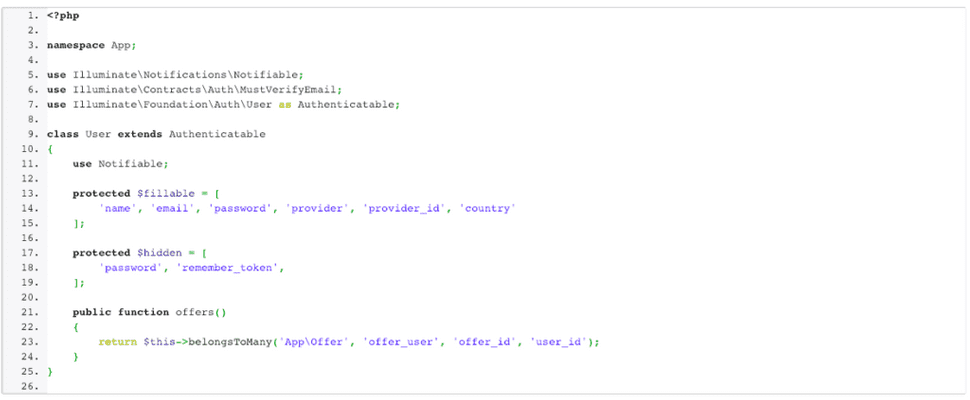 1. <?php
2.
3. namespace App;
4.
5. use Illuminate\Notifications\Notifiable;
6. use Illuminate\Contracts\Auth\MustVerifyEmail;
7. use Illuminate\Foundation\Auth\User as Authenticatable;
8.
9. class User extends Authenticatable
10. {
11.     use Notifiable;
12.
13.     protected $fillable = [
14.         'name', 'email', 'password', 'provider', 'provider_id', 'country'
15.     ];
16.
17.     protected $hidden = [
18.         'password', 'remember_token',
19.     ];
20.
21.     public function offers()
22.     {
23.         return $this->belongsToMany('App\Offer', 'offer_user', 'offer_id', 'user_id');
24.     }
25. }
26.